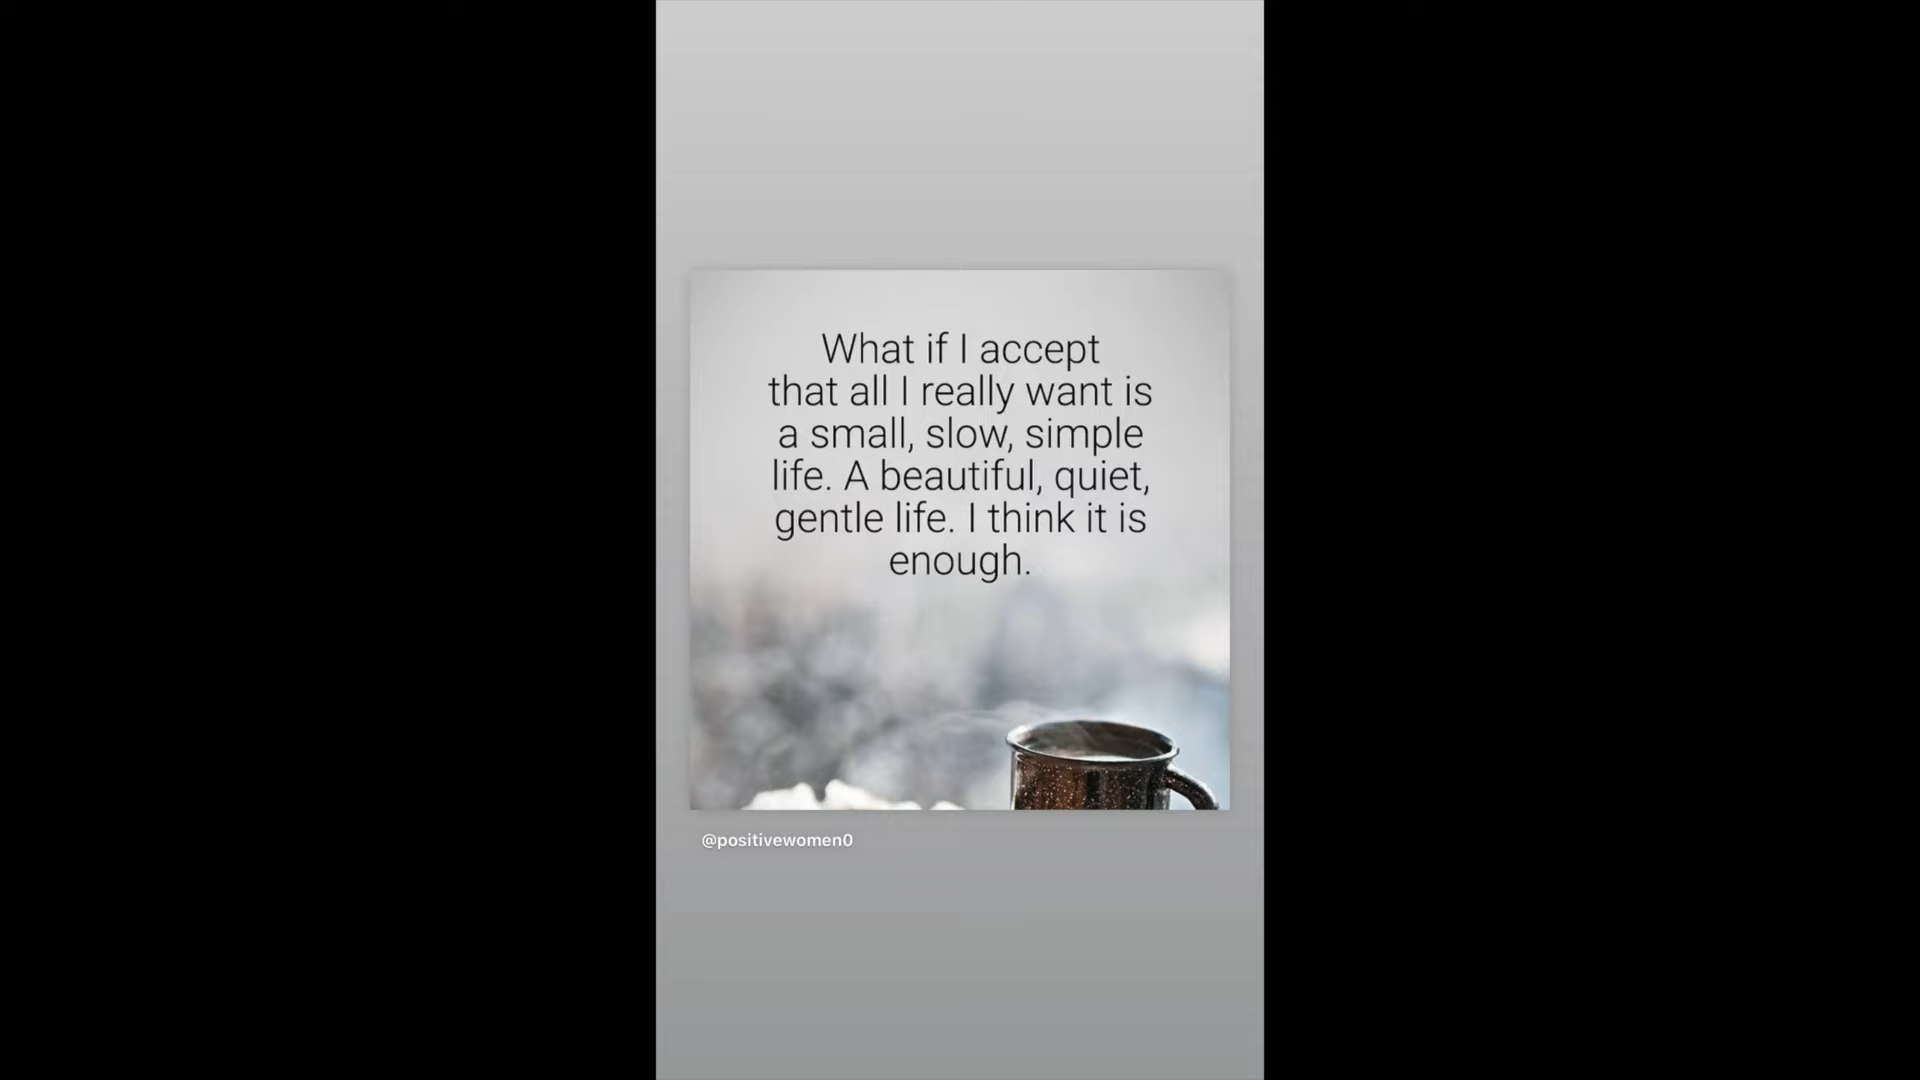 What if I accept
that all I really want is
a small, slow, simple
life. A beautiful, quiet,
gentle life. I think it is
enough.
@positivewomen0